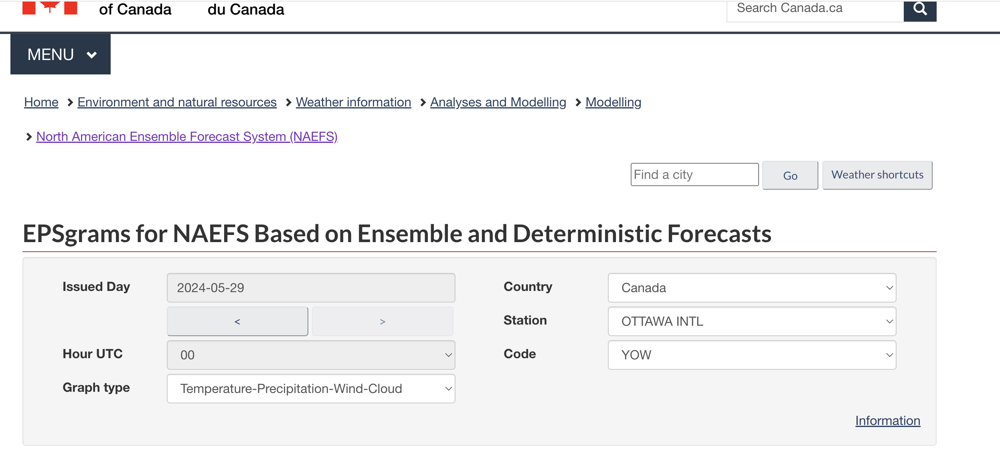 of Canada du Canada
Search Canada.ca
MENU
Home > Environment and natural resources > Weather information > Analyses and Modelling > Modelling
> North American Ensemble Forecast System (NAEFS)
Find a city Go Weather shortcuts
EPSgrams for NAEFS Based on Ensemble and Deterministic Forecasts
Issued Day 2024-05-29 Country Canada
< > Station OTTAWA INTL
Hour UTC 00 Code YOW
Graph type Temperature-Precipitation-Wind-Cloud
Information